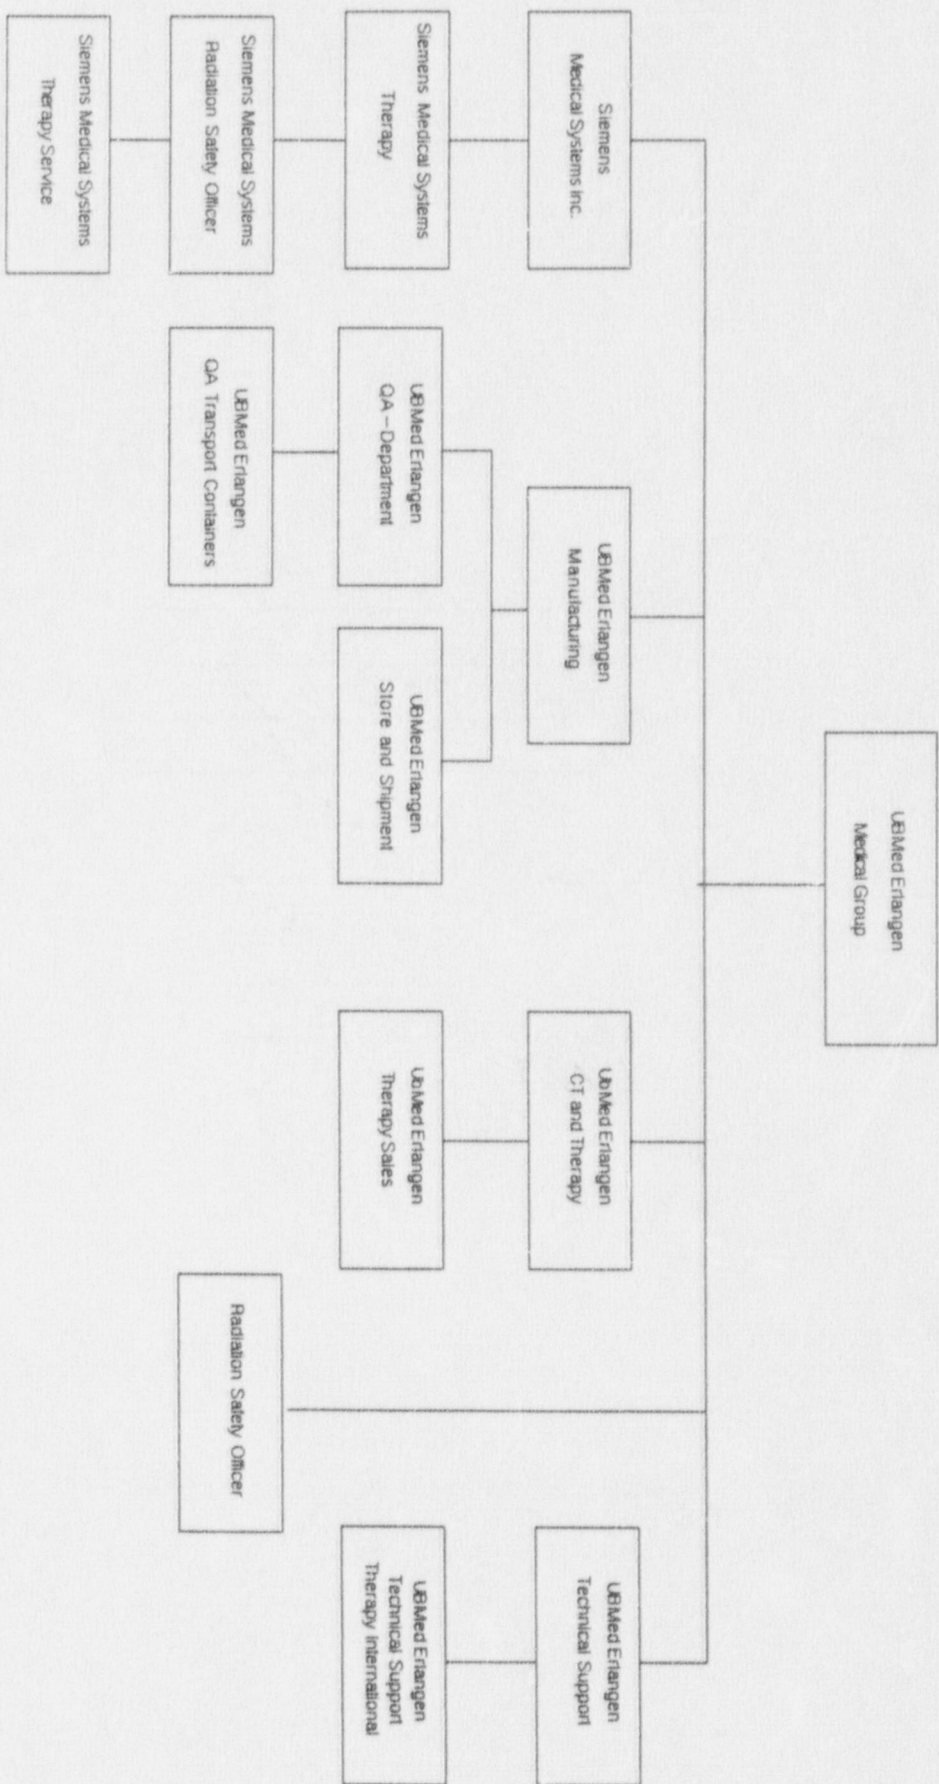 UBMed Erlangen
Medical Group
Siemens
Medical Systems inc.
UBMed Erlangen
Manufacturing
UbMed Erlangen
CT and Therapy
UBMed Erlangen
Technical Support
Siemens Medical Systems
Therapy
UBMed Erlangen
QA-Department
UBMed Erlangen
Store and Shipment
UbMed Erlangen
Therapy Sales
UBMed Erlangen
Technical Support
Therapy International
Siemens Medical Systems
Radiation Safety Officer
UBMed Erlangen
QA Transport Containers
Radiation Safety Officer
Siemens Medical Systems
Therapy Service